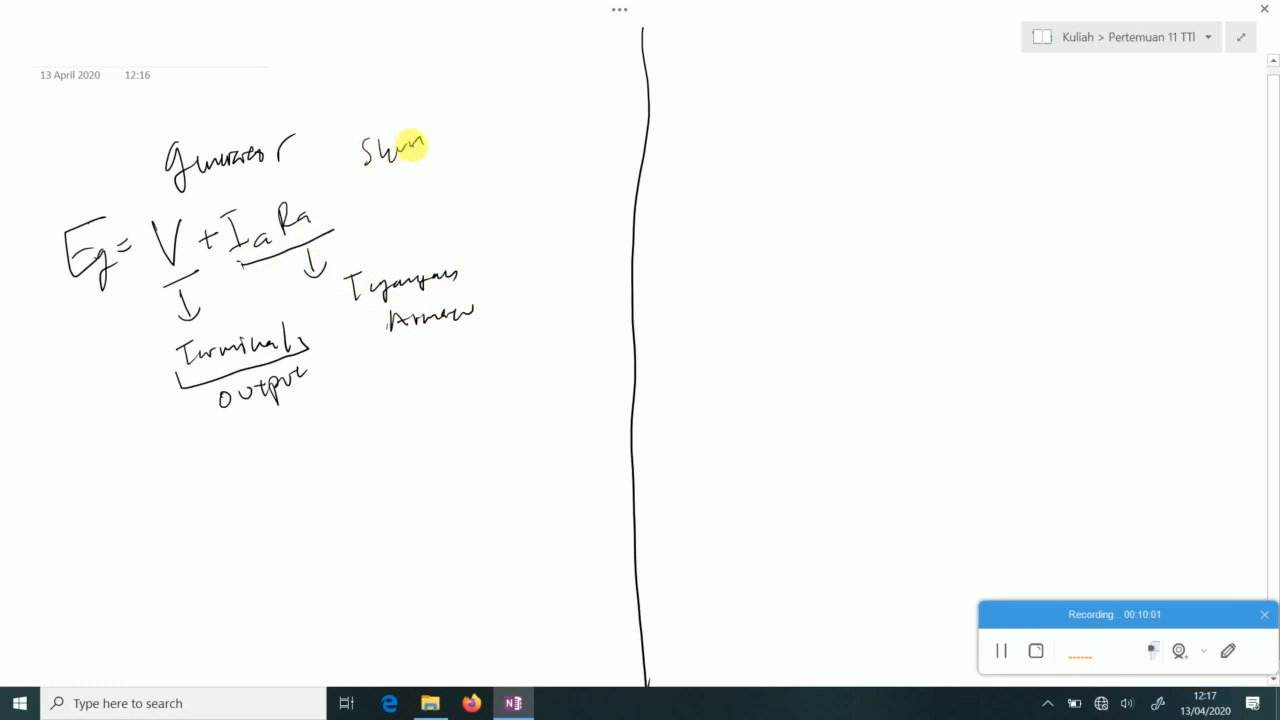 Kuliah > Pertemuan 11 TTI
13 April 2020 12:16
Generator Shun
Eg = V + IaRa
Tegangan
Terminals
output
Recording... 00:10:01
Type here to search
12:17
13/04/2020